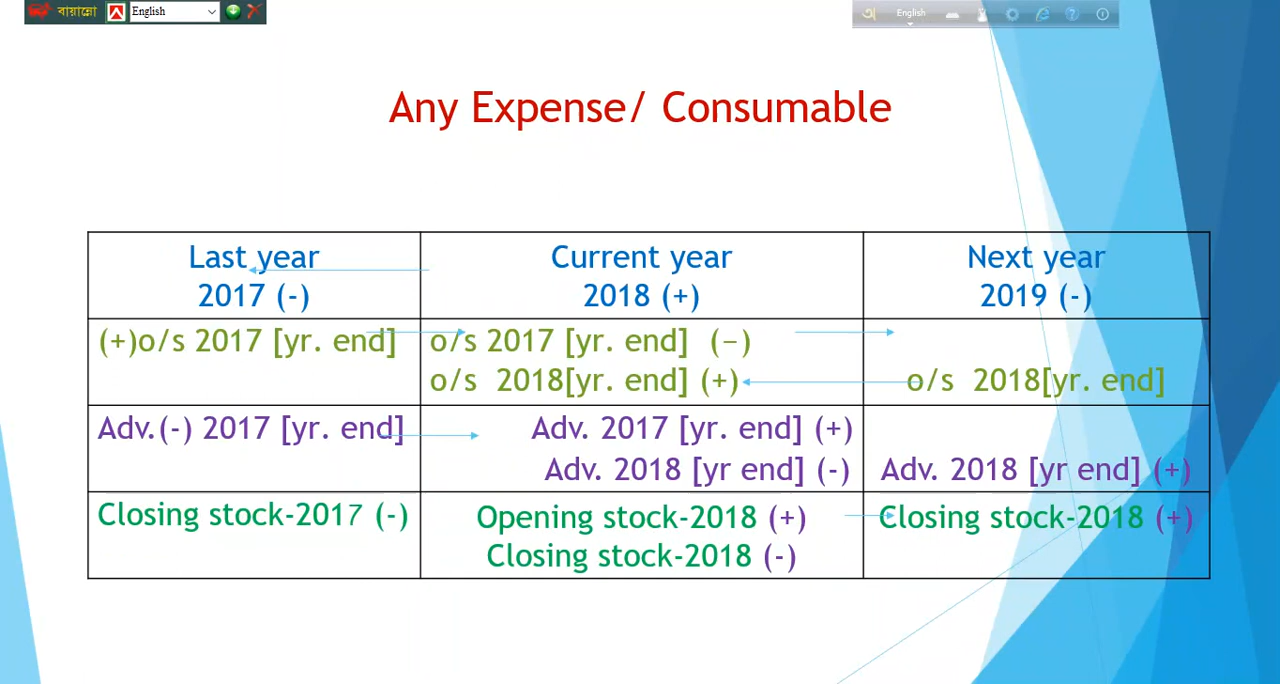 বায়ান্নো English
English
Any Expense/ Consumable
Last year
2017 (-)
Current year
2018 (+)
Next year
2019 (-)
(+)o/s 2017 [yr. end]
o/s 2017 [yr. end] (−)
o/s 2018[yr. end] (+)
o/s 2018[yr. end]
Adv.(-) 2017 [yr. end]
Adv. 2017 [yr. end] (+)
Adv. 2018 [yr end] (-)
Adv. 2018 [yr end] (+)
Closing stock-2017 (-)
Opening stock-2018 (+)
Closing stock-2018 (-)
Closing stock-2018 (+)